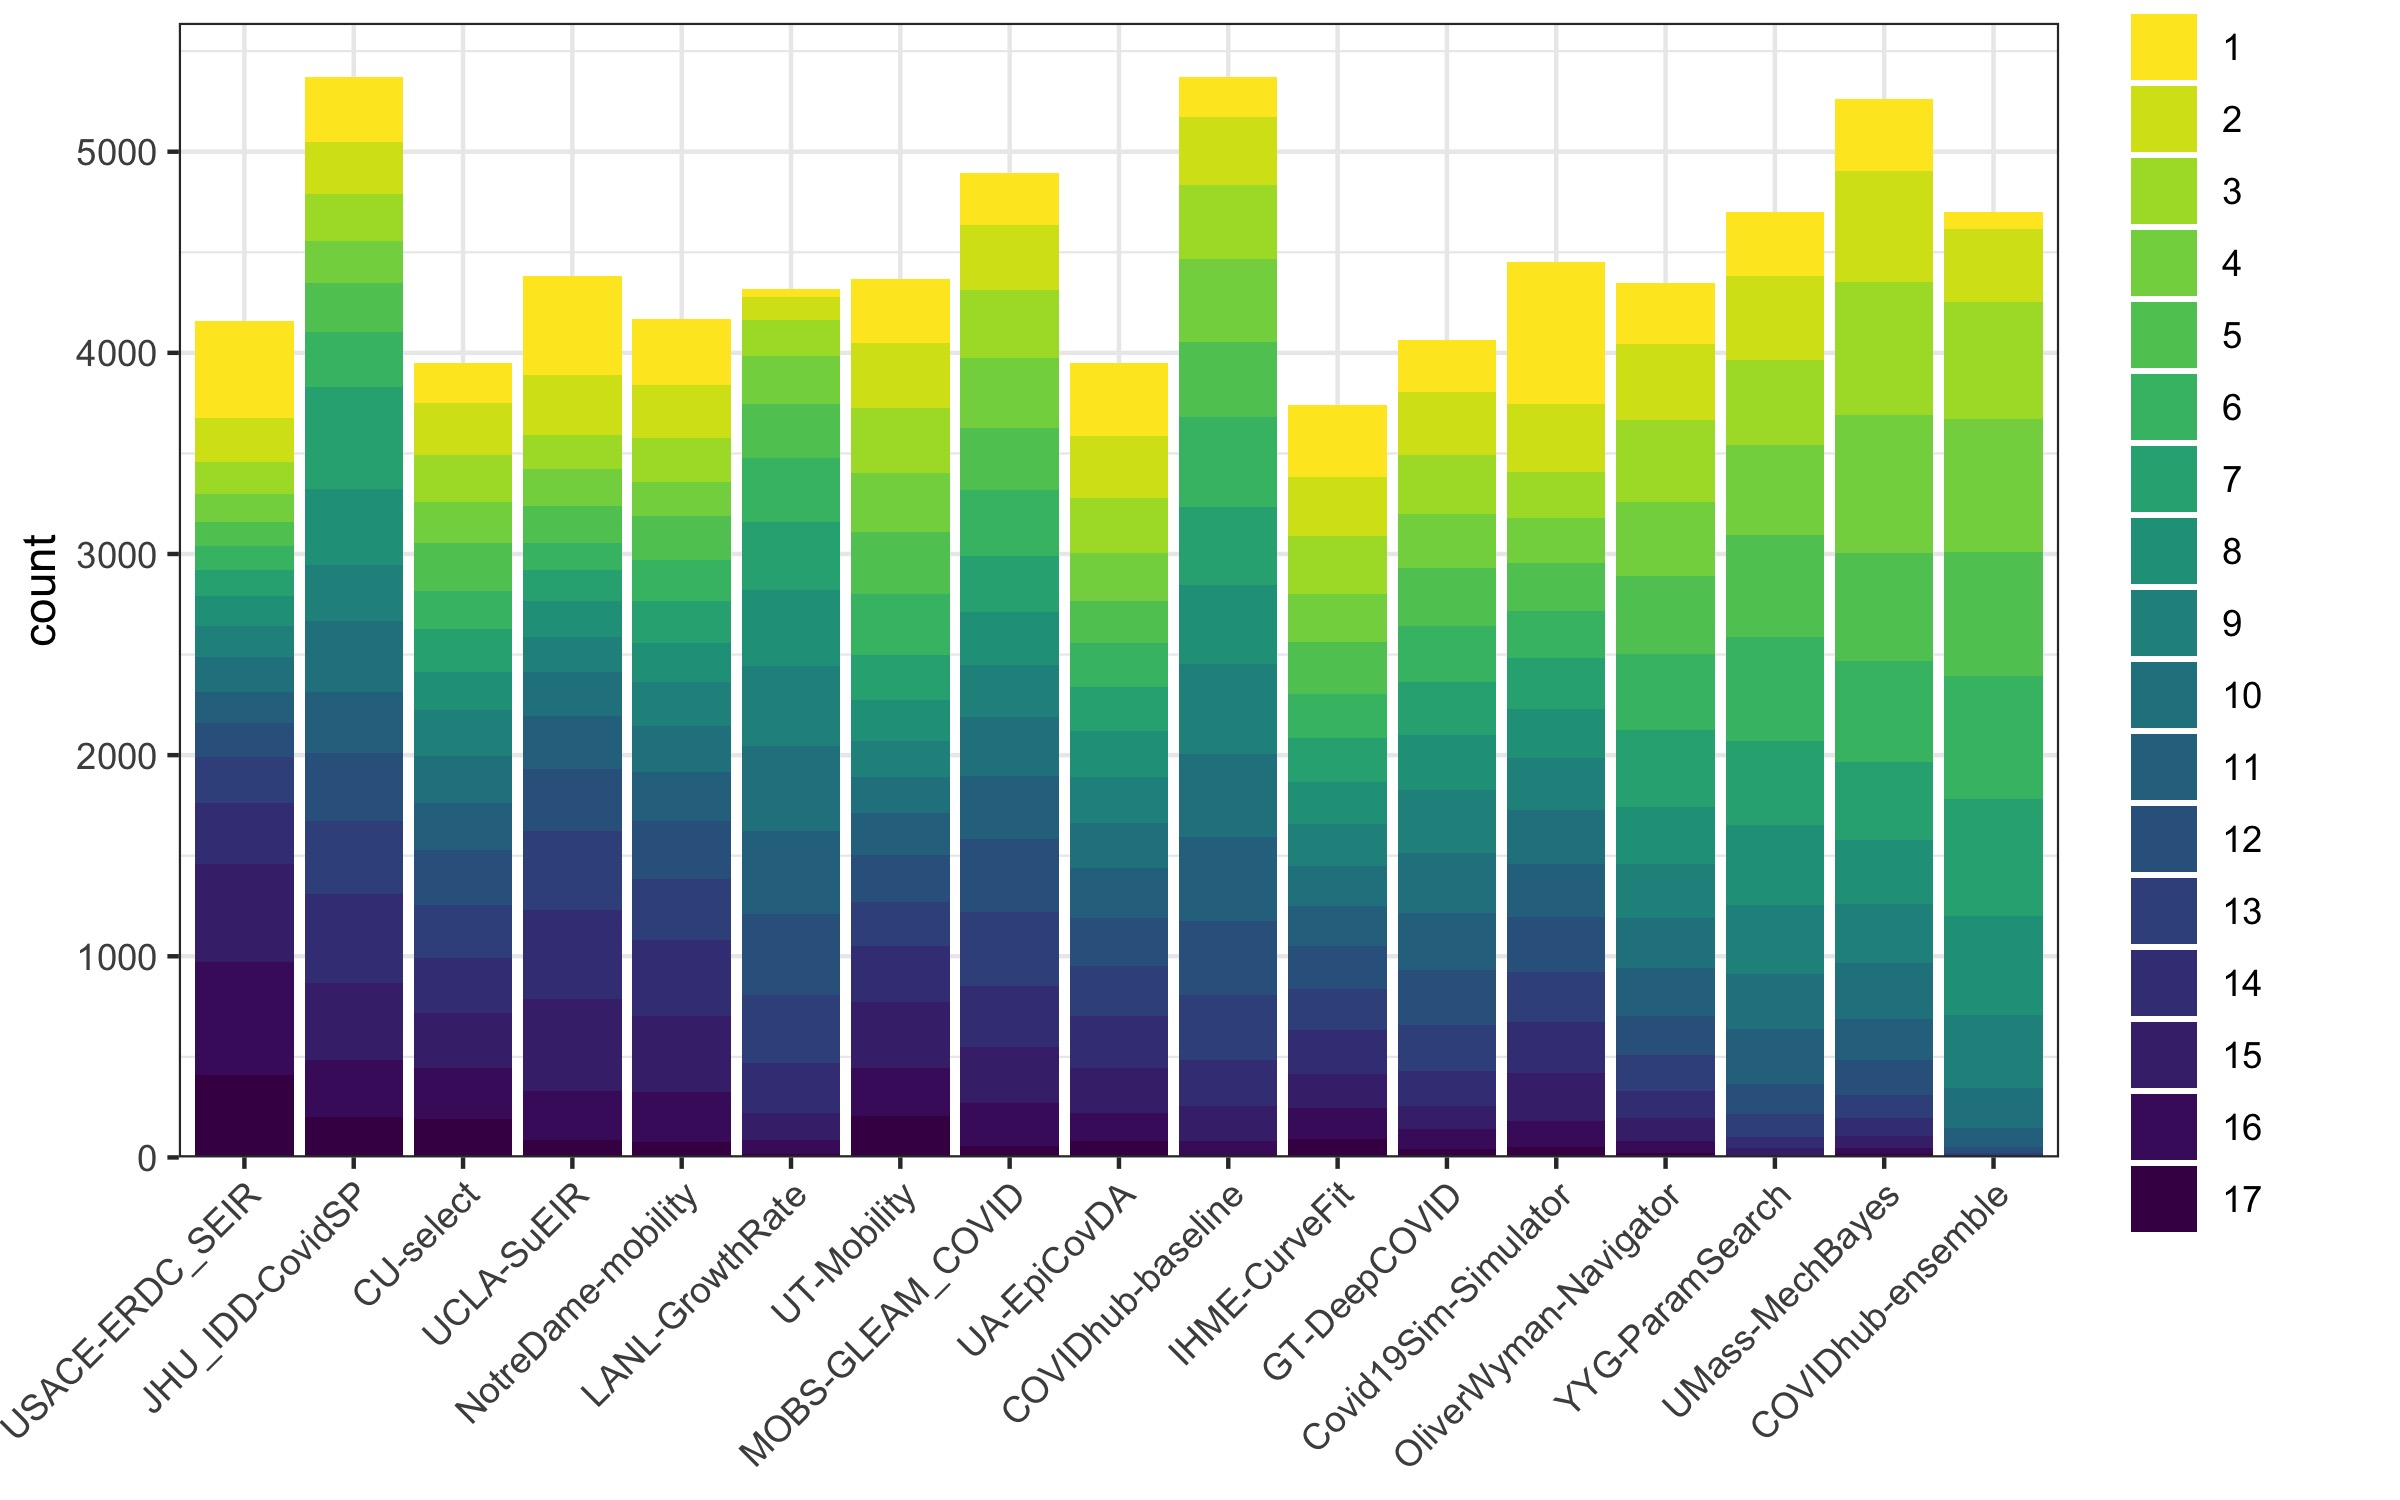 count
5000
4000
3000
2000
1000
0
USACE-ERDC_SEIR
JHU_IDD-CovidSP
CU-select
UCLA-SuEIR
NotreDame-mobility
LANL-GrowthRate
UT-Mobility
MOBS-GLEAM_COVID
UA-EpiCovDA
COVIDhub-baseline
IHME-CurveFit
GT-DeepCOVID
Covid19Sim-Simulator
OliverWyman-Navigator
YYG-ParamSearch
UMass-MechBayes
COVIDhub-ensemble
1
2
3
4
5
6
7
8
9
10
11
12
13
14
15
16
17